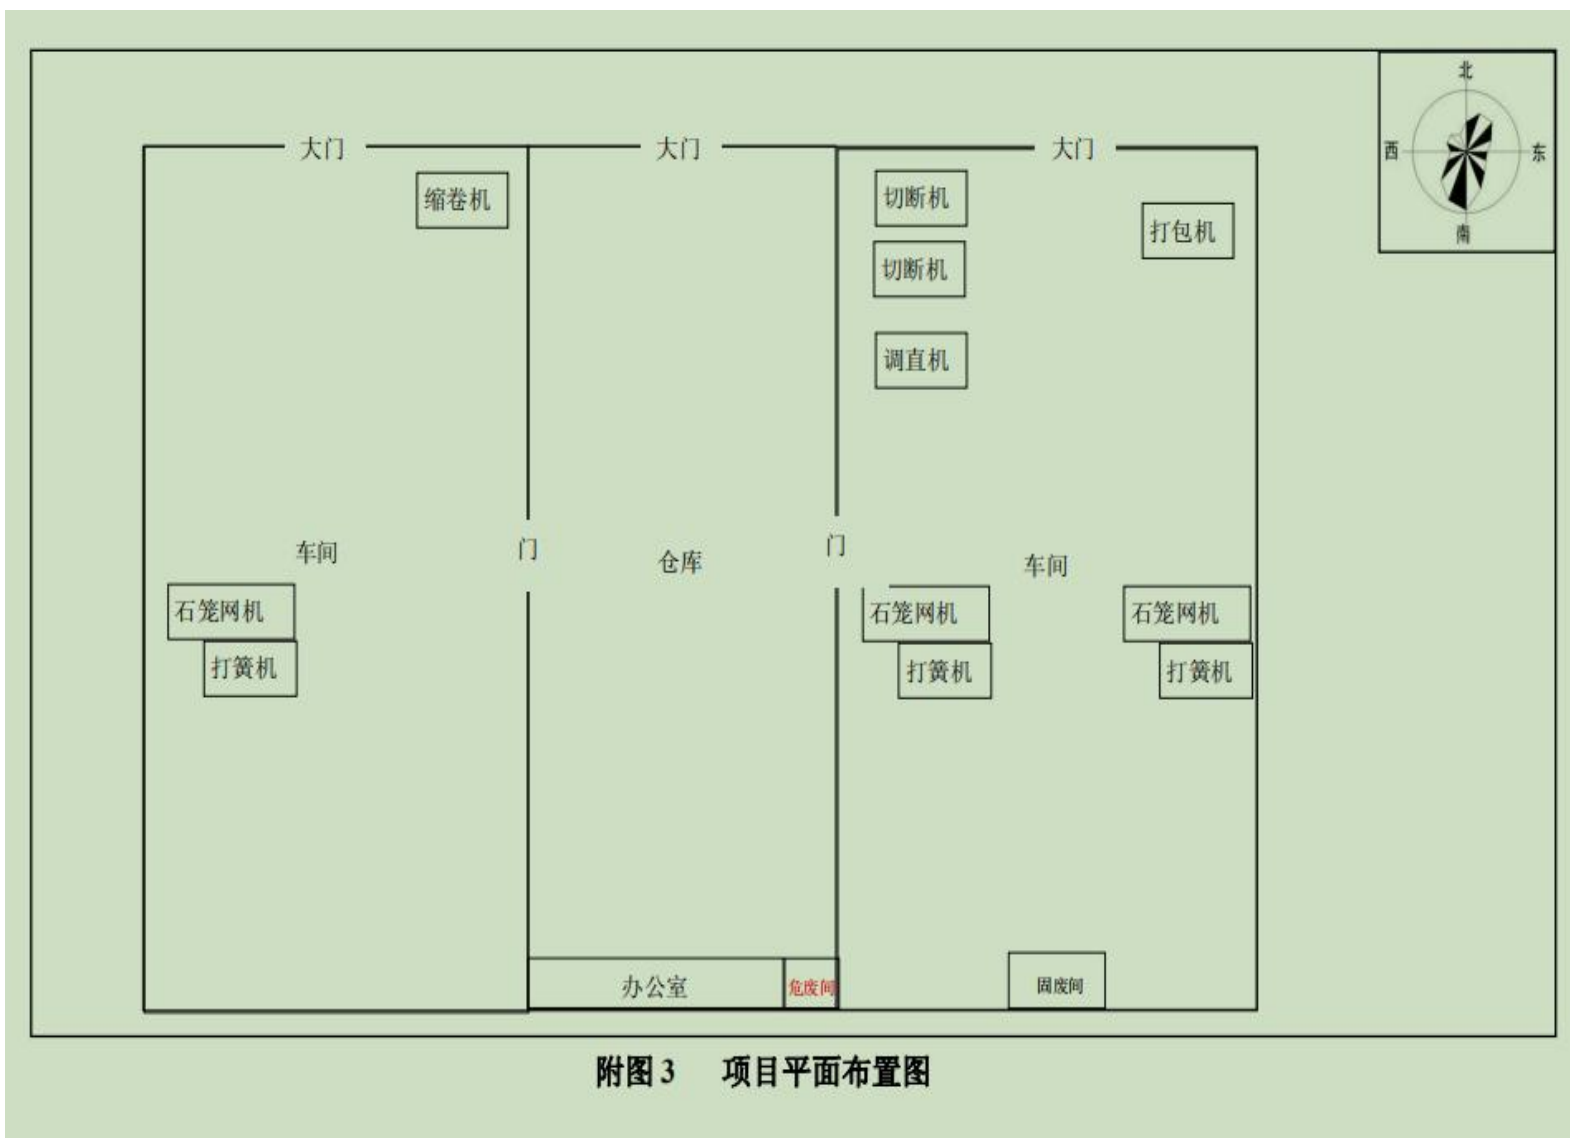 北
西
东
南
大门
大门
大门
缩卷机
切断机
打包机
切断机
调直机
车间
门
仓库
门
车间
石笼网机
打簧机
石笼网机
打簧机
石笼网机
打簧机
办公室
危废间
固废间
附图 3 项目平面布置图